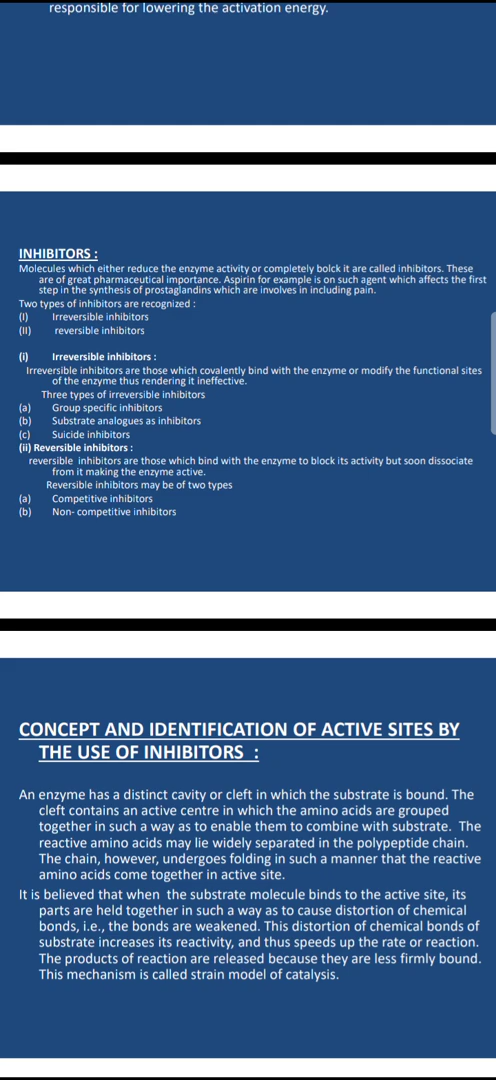 responsible for lowering the activation energy.
INHIBITORS :
Molecules which either reduce the enzyme activity or completely bolck it are called inhibitors. These
are of great pharmaceutical importance. Aspirin for example is on such agent which affects the first
step in the synthesis of prostaglandins which are involves in including pain.
Two types of inhibitors are recognized :
(I) Irreversible inhibitors
(II) reversible inhibitors
(i) Irreversible inhibitors :
Irreversible inhibitors are those which covalently bind with the enzyme or modify the functional sites
of the enzyme thus rendering it ineffective.
Three types of irreversible inhibitors
(a) Group specific inhibitors
(b) Substrate analogues as inhibitors
(c) Suicide inhibitors
(ii) Reversible inhibitors :
reversible inhibitors are those which bind with the enzyme to block its activity but soon dissociate
from it making the enzyme active.
Reversible inhibitors may be of two types
(a) Competitive inhibitors
(b) Non- competitive inhibitors
CONCEPT AND IDENTIFICATION OF ACTIVE SITES BY
THE USE OF INHIBITORS :
An enzyme has a distinct cavity or cleft in which the substrate is bound. The
cleft contains an active centre in which the amino acids are grouped
together in such a way as to enable them to combine with substrate. The
reactive amino acids may lie widely separated in the polypeptide chain.
The chain, however, undergoes folding in such a manner that the reactive
amino acids come together in active site.
It is believed that when the substrate molecule binds to the active site, its
parts are held together in such a way as to cause distortion of chemical
bonds, i.e., the bonds are weakened. This distortion of chemical bonds of
substrate increases its reactivity, and thus speeds up the rate or reaction.
The products of reaction are released because they are less firmly bound.
This mechanism is called strain model of catalysis.